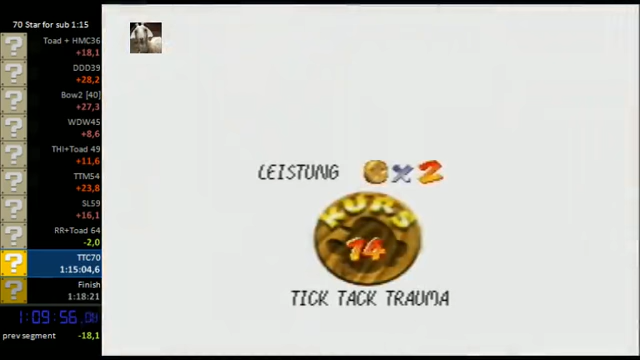 70 Star for sub 1:15
Toad + HMC36
+18,1
DDD39
+28,2
Bow2 [40]
+27,3
WDW45
+8,6
THI+Toad 49
+11,6
TTM54
+23,8
SL59
+16,1
RR+Toad 64
-2,0
TTC70
1:15:04,6
Finish
1:18:21
1:09:56
prev segment -18,1
LEISTUNG x2
KURS
14
TICK TACK TRAUMA